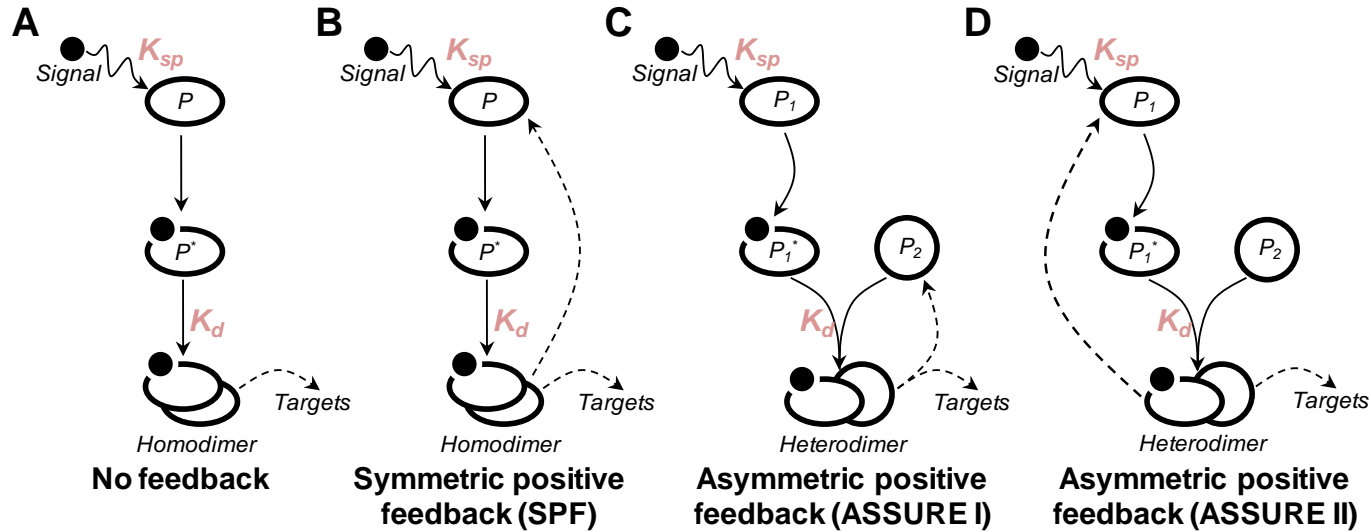 A
K_sp
Signal
P
P*
K_d
Targets
Homodimer
No feedback
B
K_sp
Signal
P
P*
K_d
Targets
Homodimer
Symmetric positive
feedback (SPF)
C
K_sp
Signal
P_1
P_1*
P_2
K_d
Targets
Heterodimer
Asymmetric positive
feedback (ASSURE I)
D
K_sp
Signal
P_1
P_1*
P_2
K_d
Targets
Heterodimer
Asymmetric positive
feedback (ASSURE II)